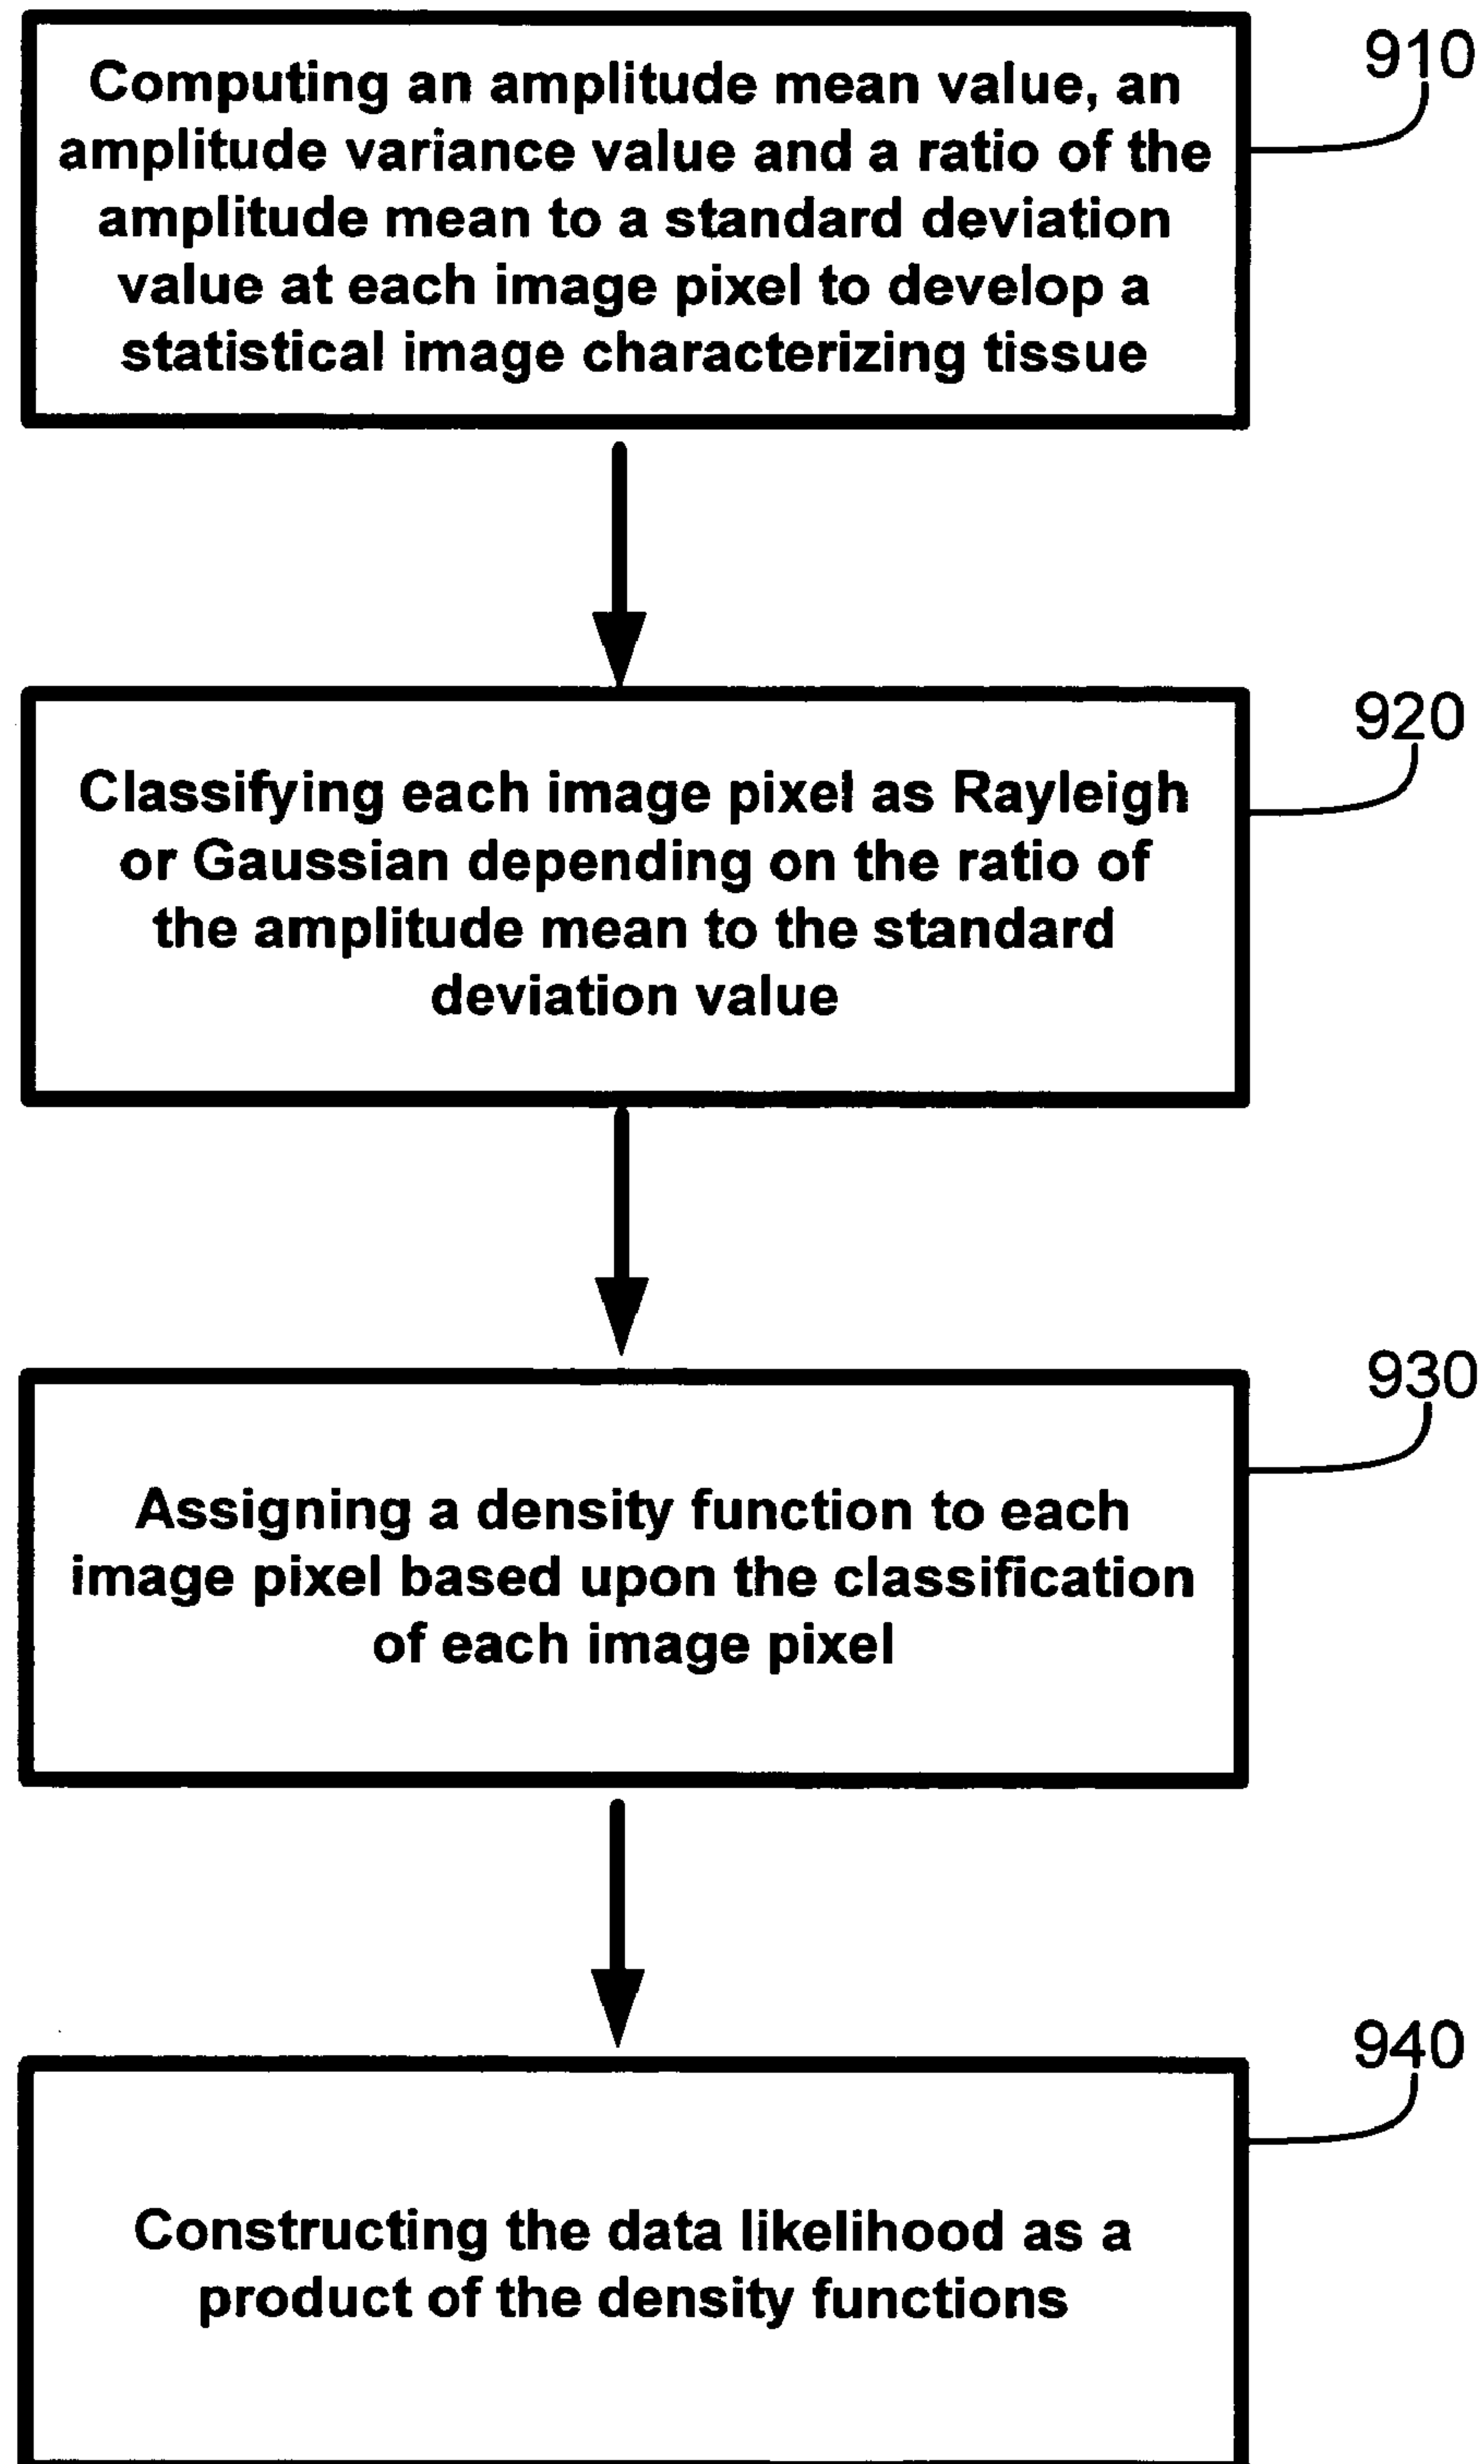 910
Computing an amplitude mean value, an
amplitude variance value and a ratio of the
amplitude mean to a standard deviation
value at each image pixel to develop a
statistical image characterizing tissue
920
Classifying each image pixel as Rayleigh
or Gaussian depending on the ratio of
the amplitude mean to the standard
deviation value
930
Assigning a density function to each
image pixel based upon the classification
of each image pixel
940
Constructing the data likelihood as a
product of the density functions